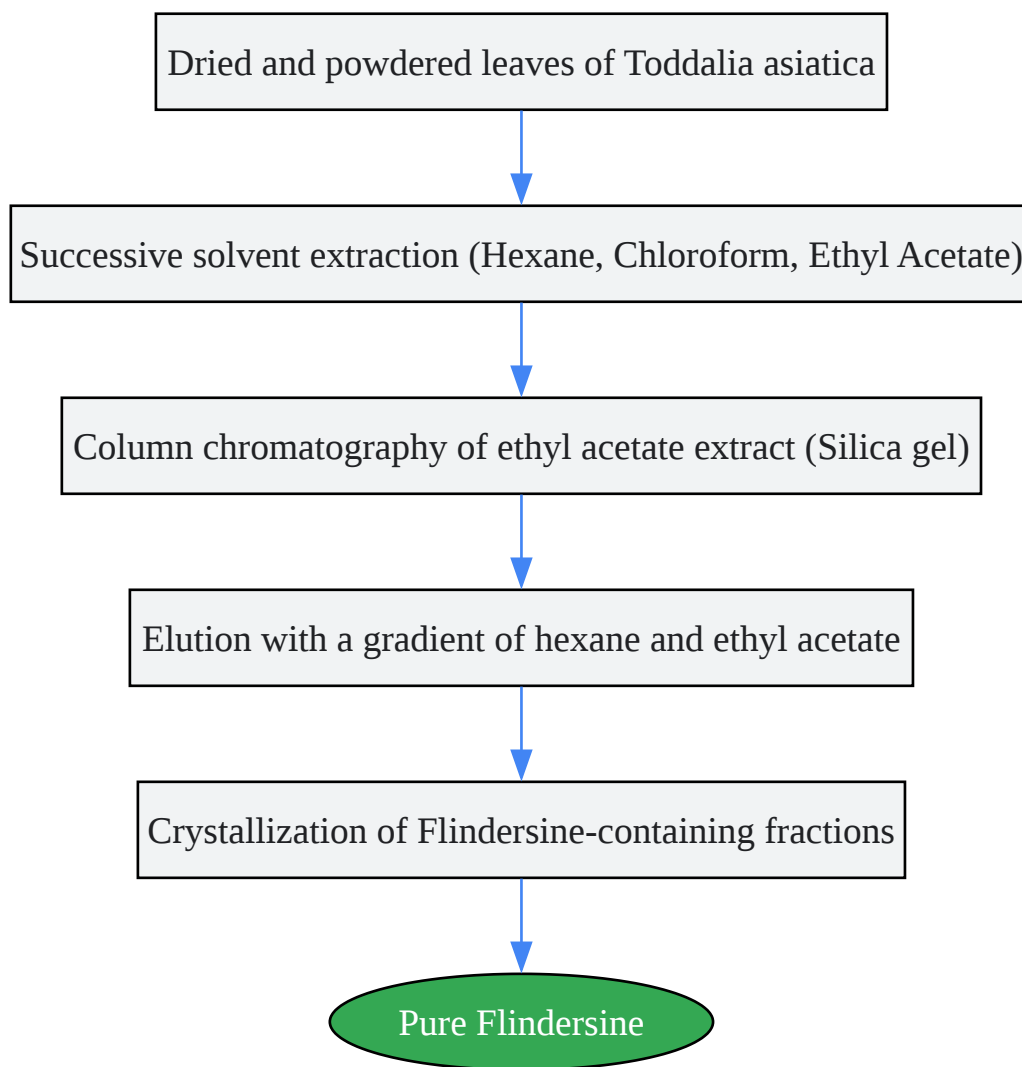 Dried and powdered leaves of Toddalia asiatica
Successive solvent extraction (Hexane, Chloroform, Ethyl Acetate)
Column chromatography of ethyl acetate extract (Silica gel)
Elution with a gradient of hexane and ethyl acetate
Crystallization of Flindersine-containing fractions
Pure Flindersine